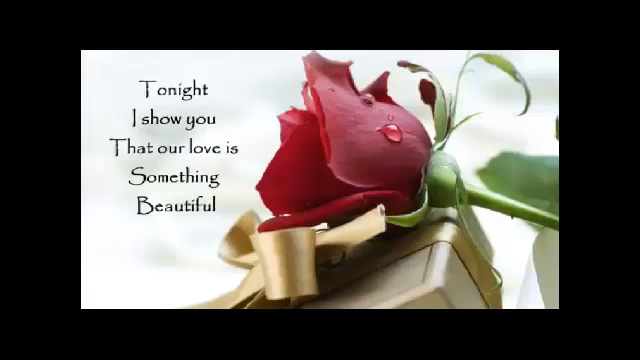 Tonight
I show you
That our love is
Something
Beautiful